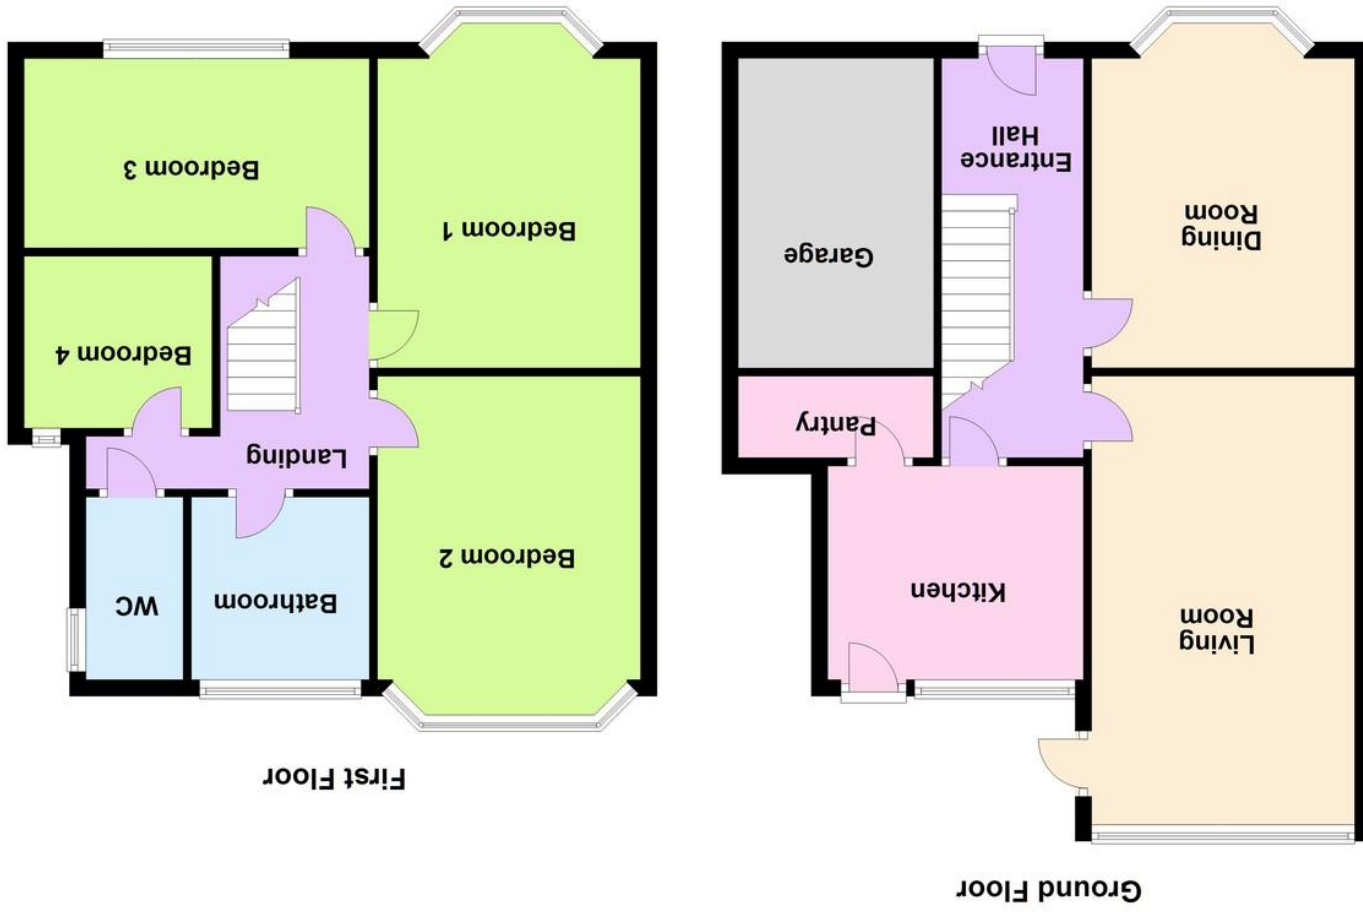 Ground Floor
Living
Room
Kitchen
Pantry
Dining
Room
Garage
Entrance
Hall
First Floor
Bedroom 2
Bathroom
WC
Landing
Bedroom 4
Bedroom 1
Bedroom 3